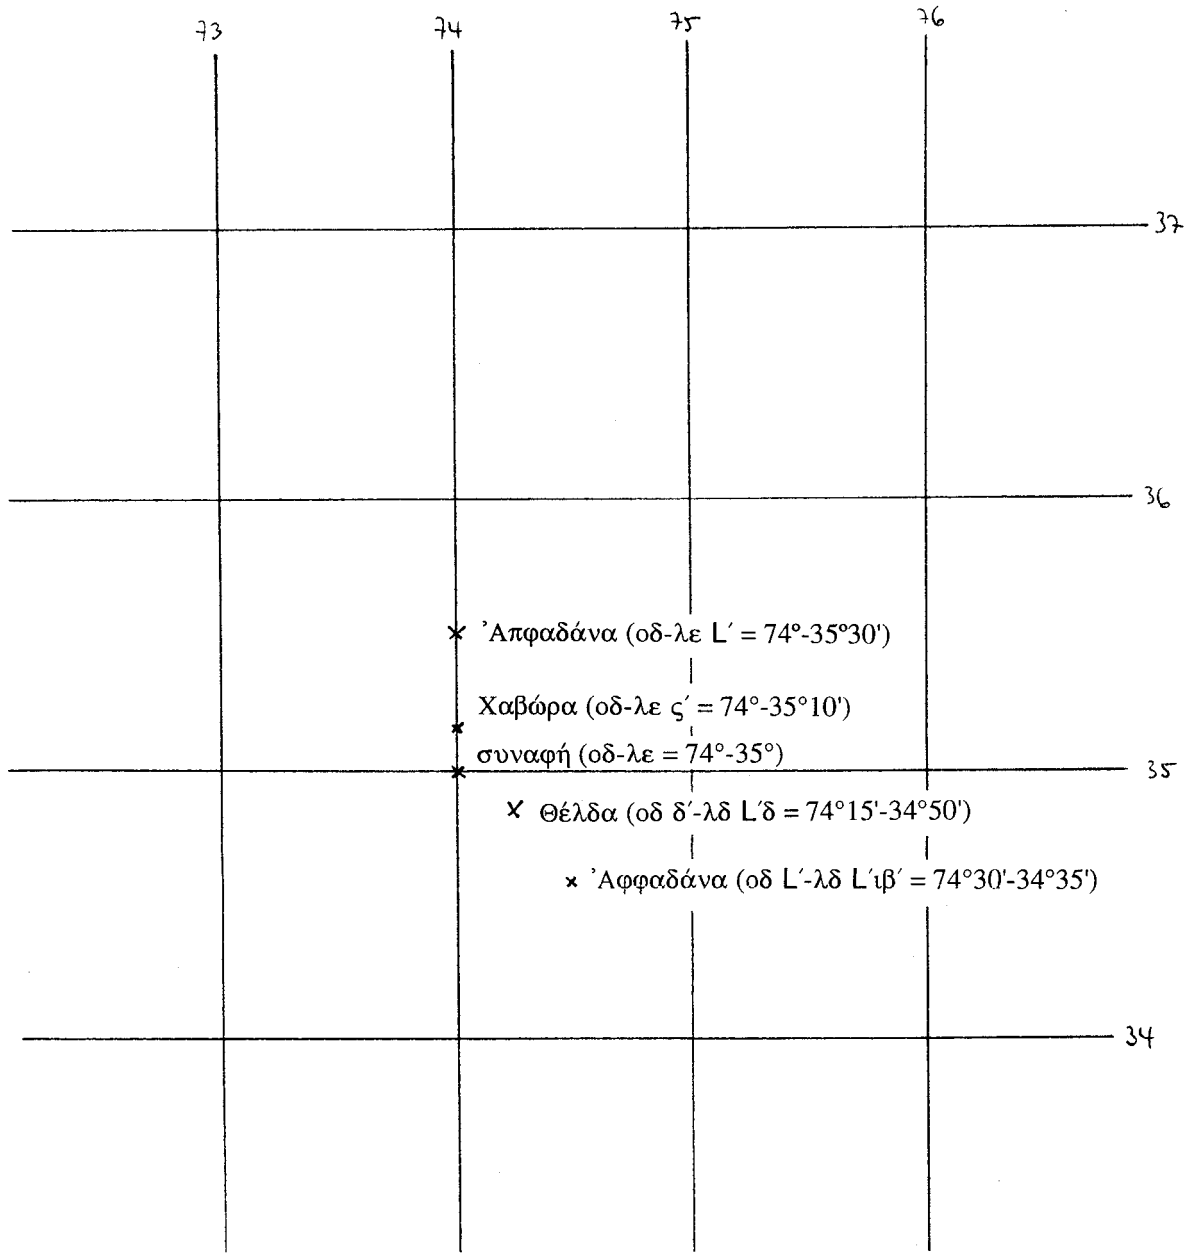 73 74 75 76
37
36
Ἀπφαδάνα (οδ-λε L´ = 74°-35°30')
Χαβώρα (οδ-λε ς´ = 74°-35°10')
συναφή (οδ-λε = 74°-35°)
35
Θέλδα (οδ δ´-λδ L´δ = 74°15'-34°50')
Ἀφφαδάνα (οδ L´-λδ L´ιβ´ = 74°30'-34°35')
34